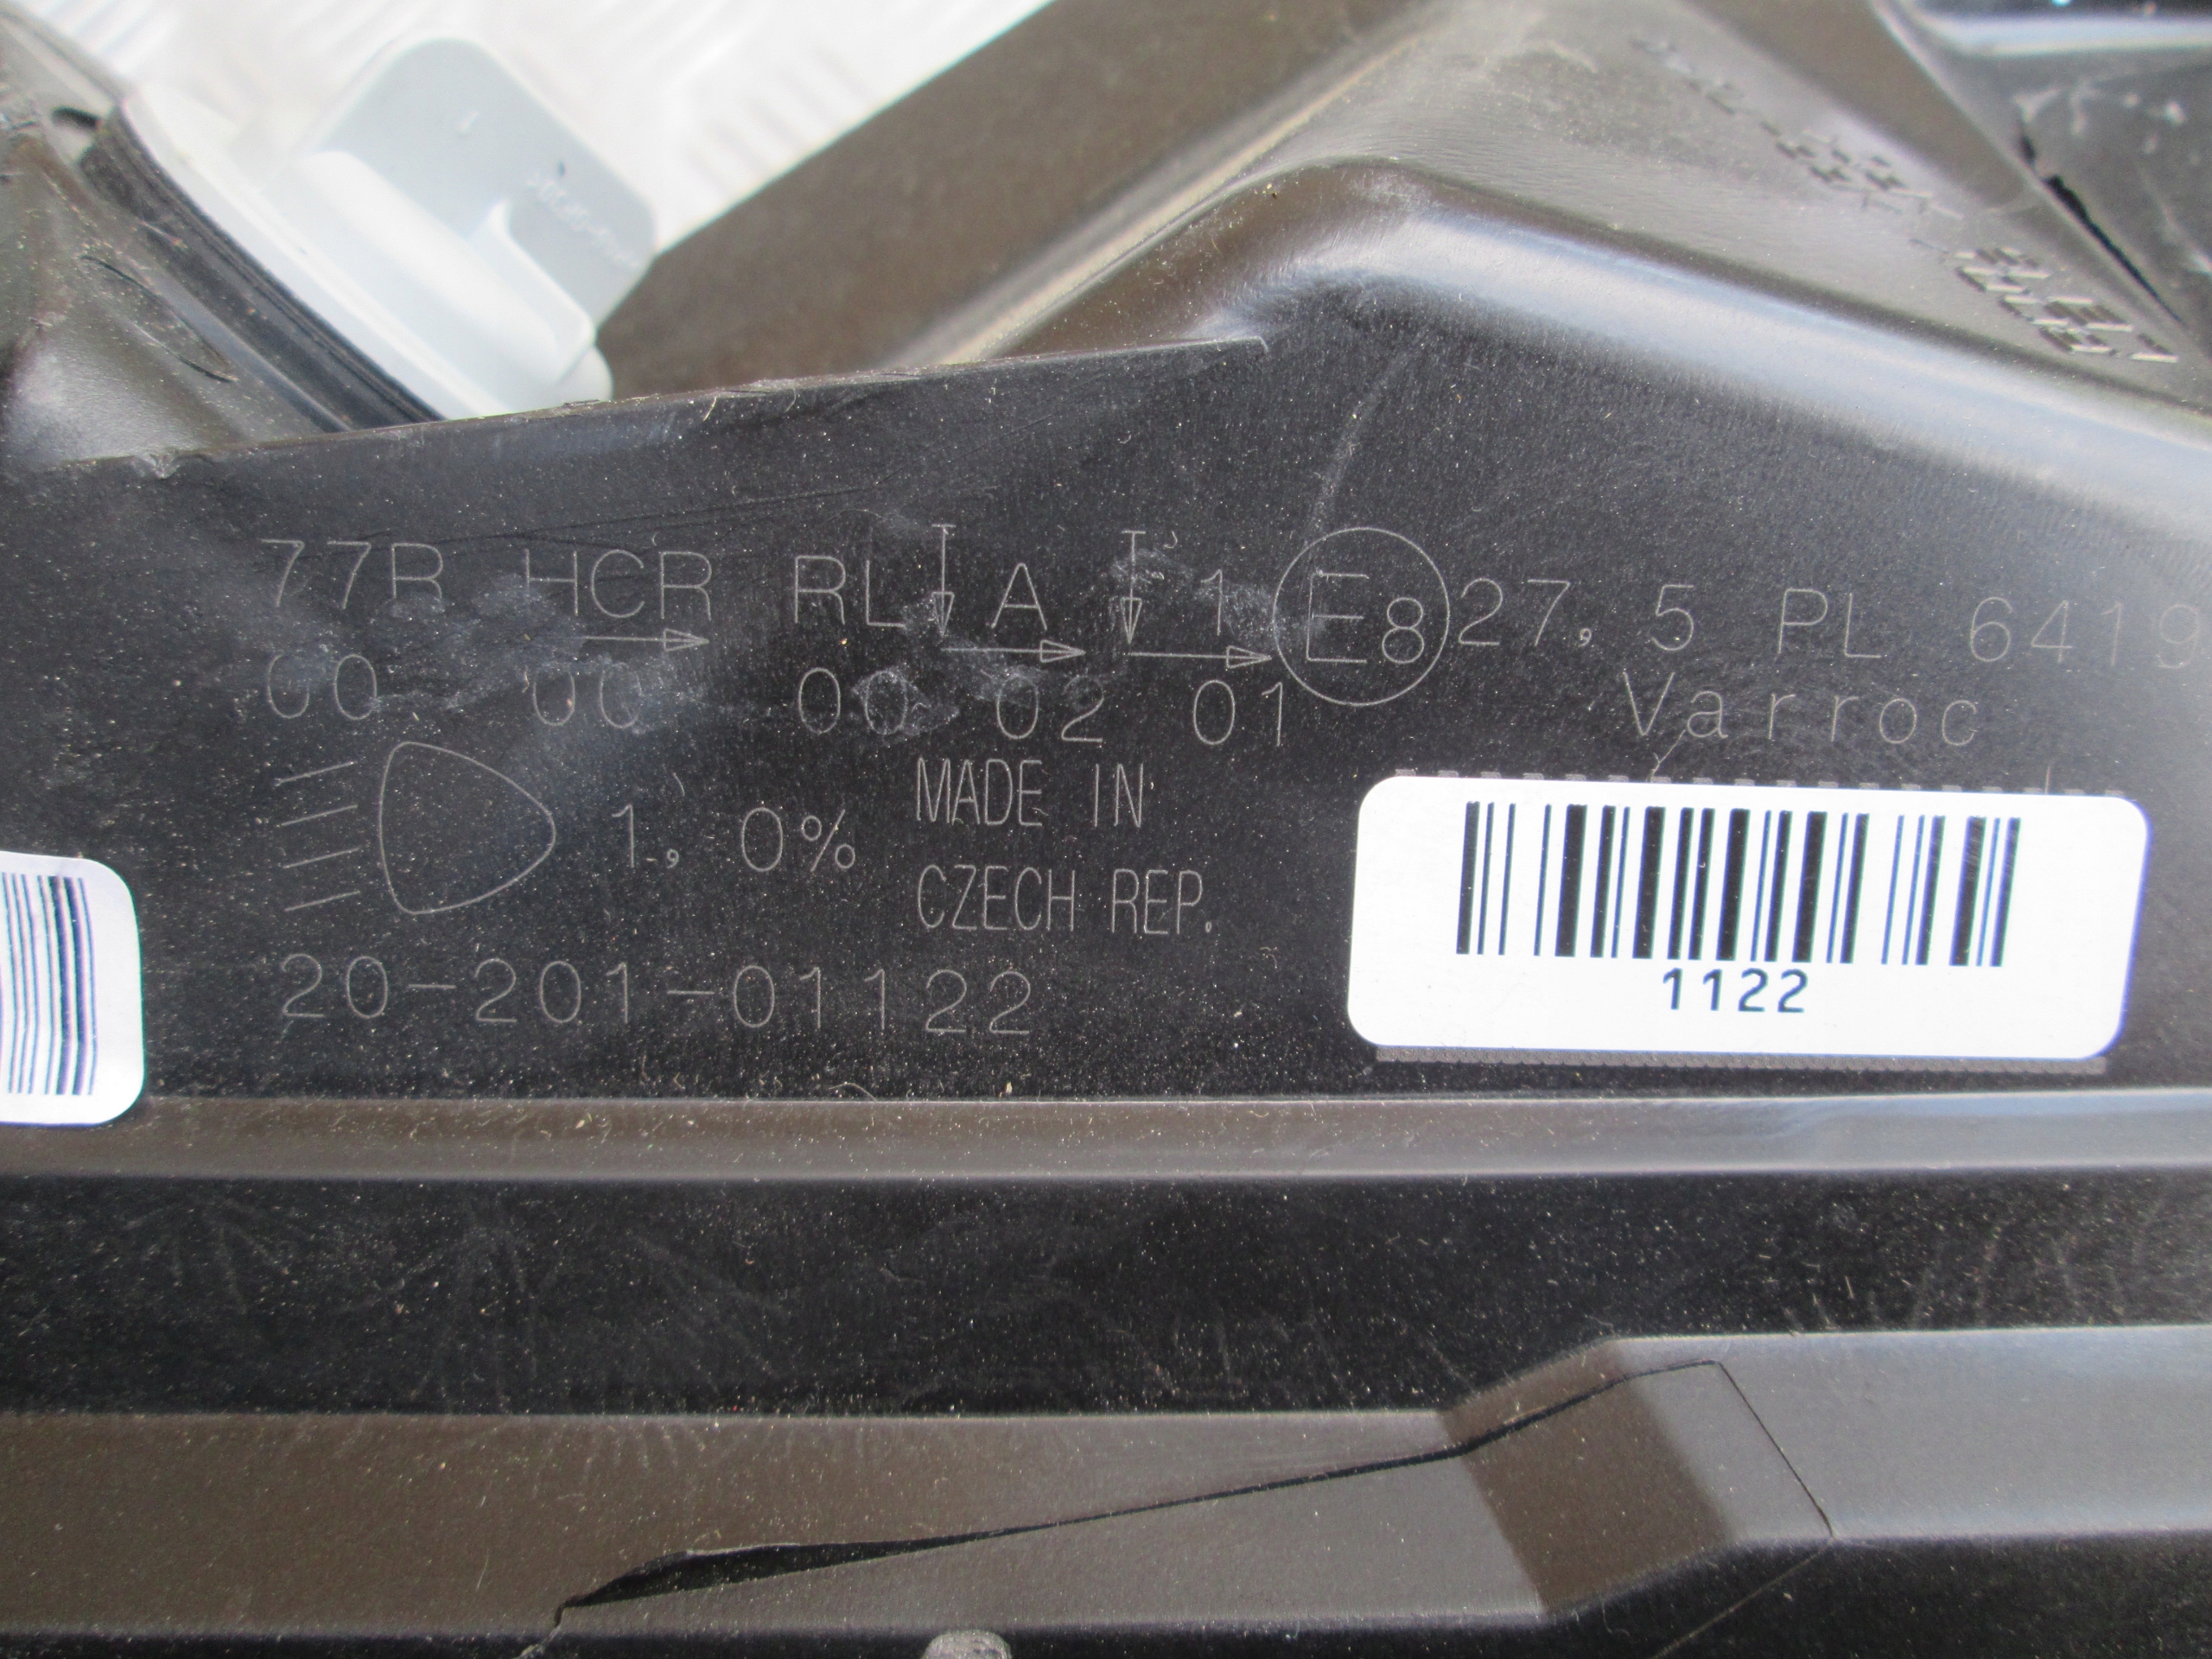 77R HCR RL A 1 E8 27,5 PL 6419
00 00 00 02 01 Varroc
1,0% MADE IN
CZECH REP.
20-201-01122
1122